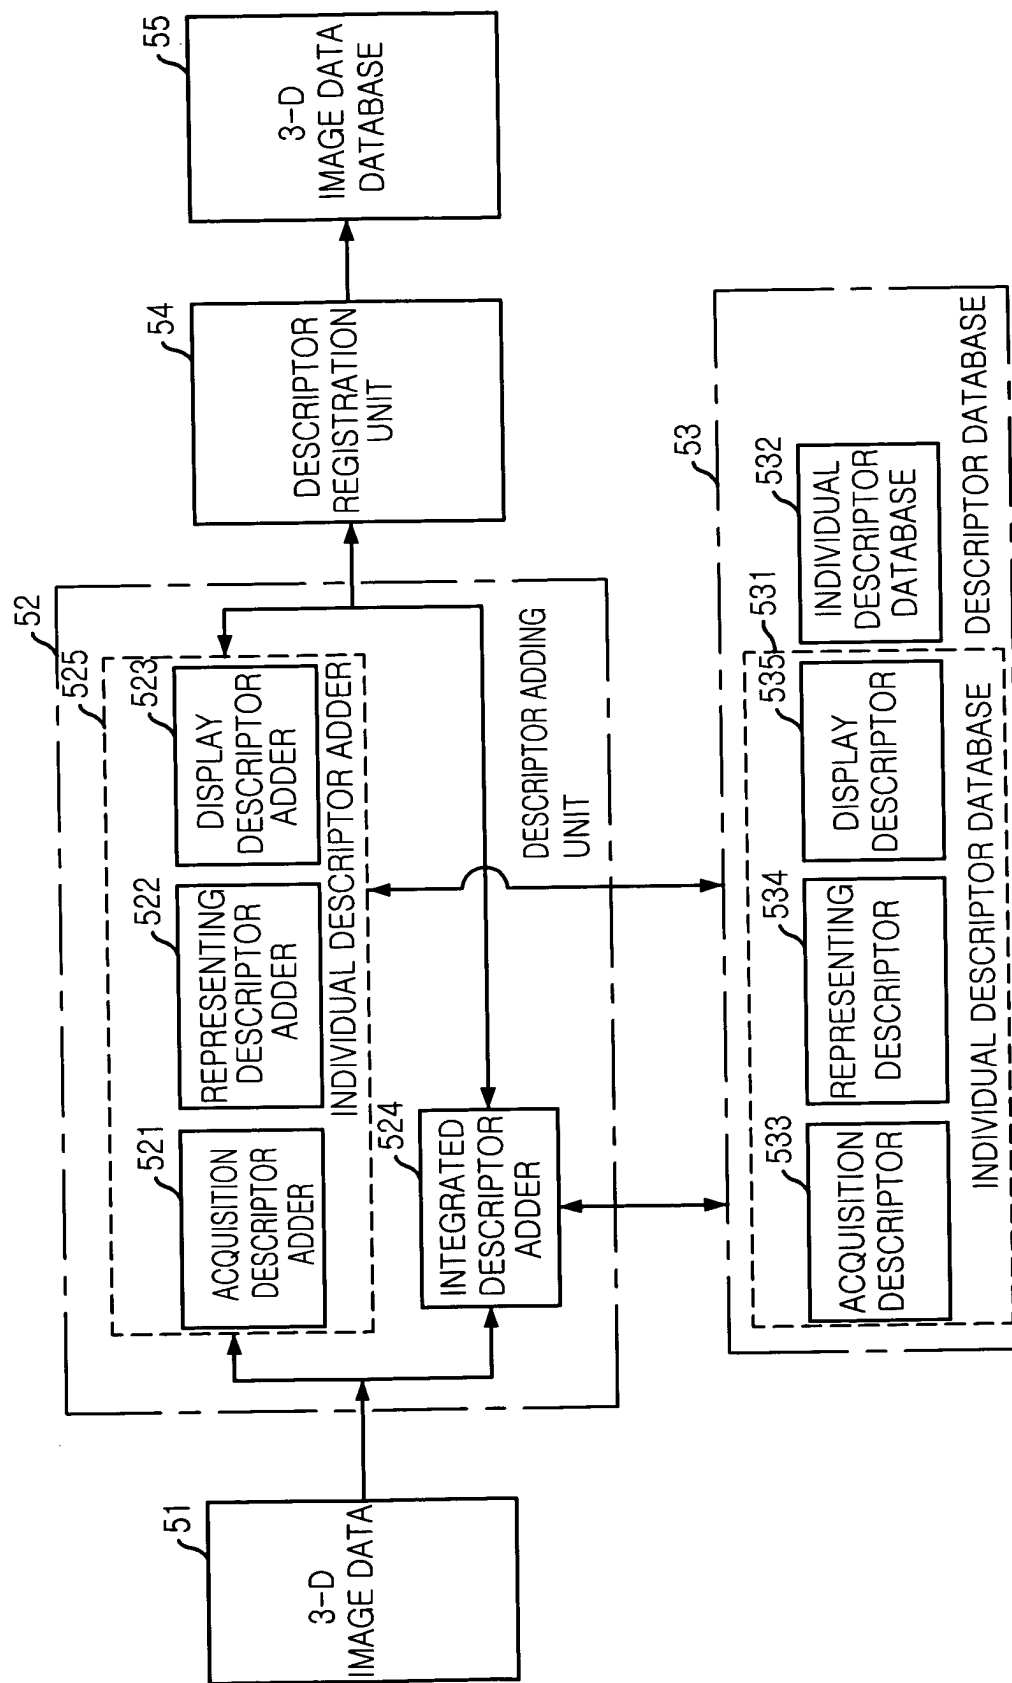 51
3-D
IMAGE DATA
52
525
521
ACQUISITION
DESCRIPTOR
ADDER
522
REPRESENTING
DESCRIPTOR
ADDER
523
DISPLAY
DESCRIPTOR
ADDER
INDIVIDUAL DESCRIPTOR ADDER
524
INTEGRATED
DESCRIPTOR
ADDER
DESCRIPTOR ADDING
UNIT
54
DESCRIPTOR
REGISTRATION
UNIT
55
3-D
IMAGE DATA
DATABASE
53
533
ACQUISITION
DESCRIPTOR
534
REPRESENTING
DESCRIPTOR
535
DISPLAY
DESCRIPTOR
531
INDIVIDUAL DESCRIPTOR DATABASE
532
INDIVIDUAL
DESCRIPTOR
DATABASE
DESCRIPTOR DATABASE